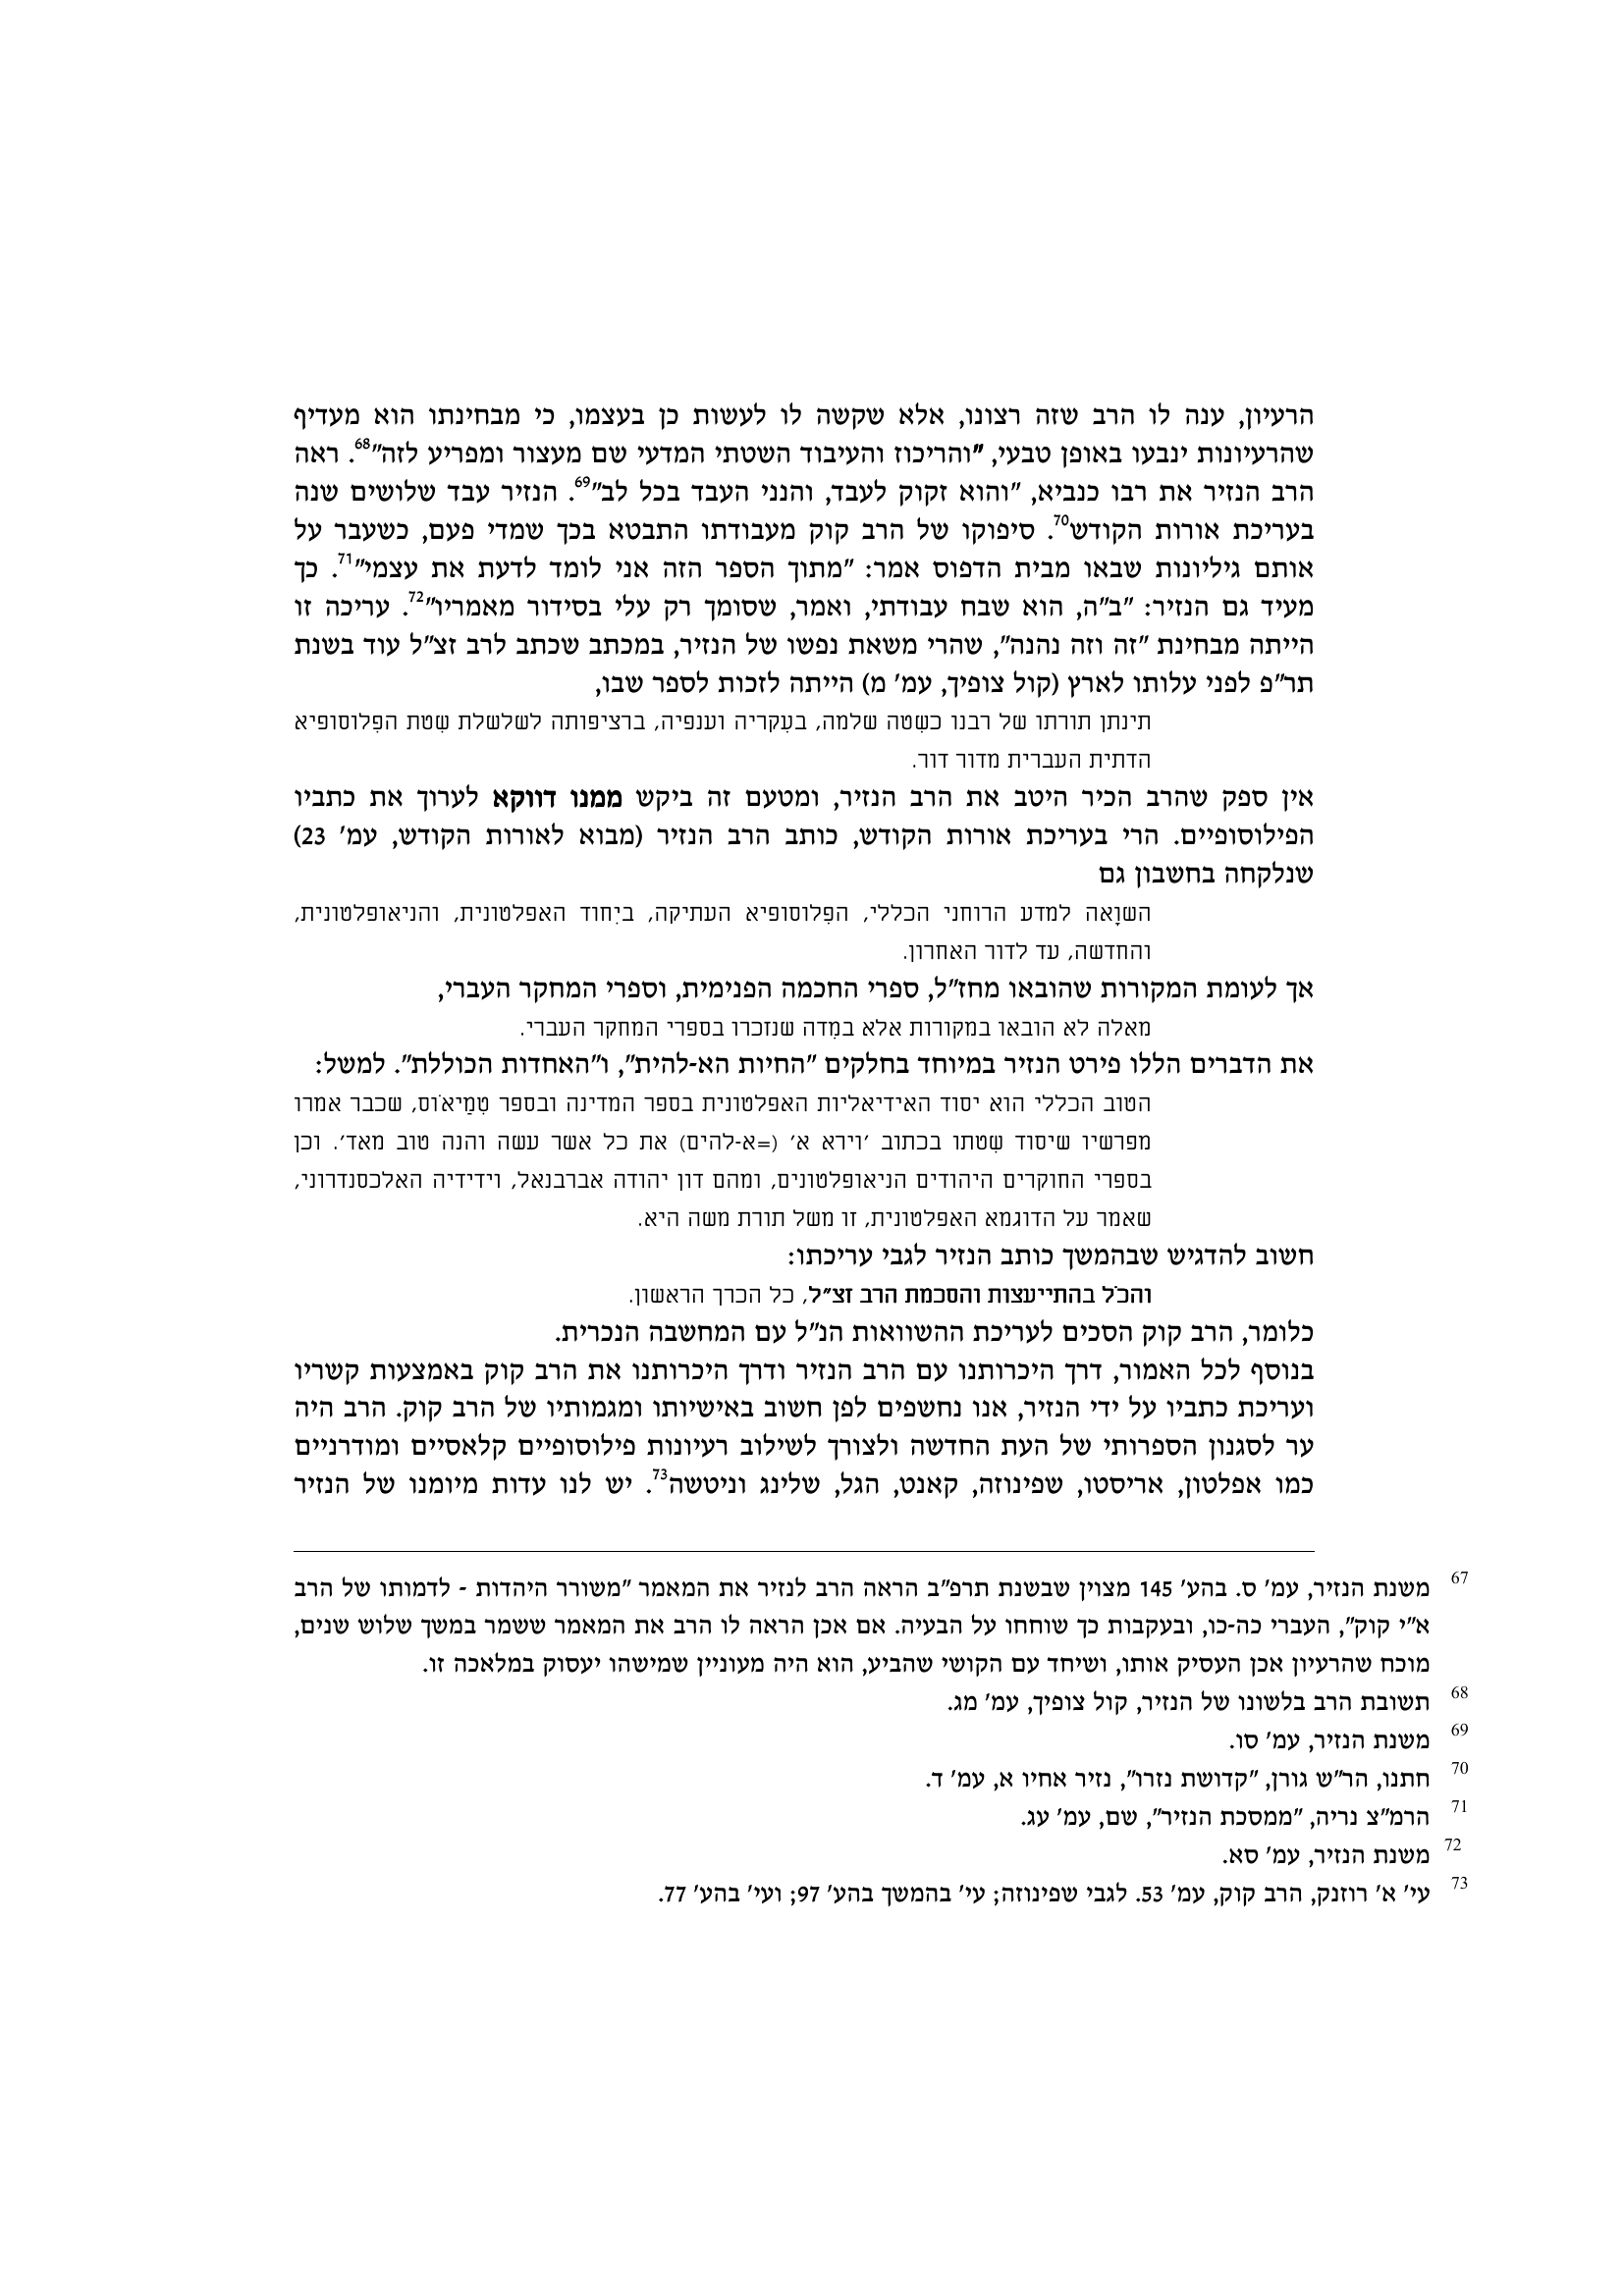 הרעיון, ענה לו הרב שזה רצונו, אלא שקשה לו לעשות כן בעצמו, כי מבחינתו הוא מעדיף
שהרעיונות ינבעו באופן טבעי, "והריכוז והעיבוד השטתי המדעי שם מעצור ומפריע לזה"68. ראה
הרב הנזיר את רבו כנביא, "והוא זקוק לעבד, והנני העבד בכל לב"69. הנזיר עבד שלושים שנה
בעריכת אורות הקודש70. סיפוקו של הרב קוק מעבודתו התבטא בכך שמדי פעם, כשעבר על
אותם גיליונות שבאו מבית הדפוס אמר: "מתוך הספר הזה אני לומד לדעת את עצמי"71. כך
מעיד גם הנזיר: "ב"ה, הוא שבח עבודתי, ואמר, שסומך רק עלי בסידור מאמריו"72. עריכה זו
הייתה מבחינת "זה וזה נהנה", שהרי משאת נפשו של הנזיר, במכתב שכתב לרב זצ"ל עוד בשנת
תר"פ לפני עלותו לארץ (קול צופיך, עמ' מ) הייתה לזכות לספר שבו,
תינתן תורתו של רבנו כשִטה שלמה, בעִקריה וענפיה, ברציפותה לשלשלת שִטת הפִלוסופיא
הדתית העברית מדור דור.
אין ספק שהרב הכיר היטב את הרב הנזיר, ומטעם זה ביקש ממנו דווקא לערוך את כתביו
הפילוסופיים. הרי בעריכת אורות הקודש, כותב הרב הנזיר (מבוא לאורות הקודש, עמ' 23)
שנלקחה בחשבון גם
השוָאה למדע הרוחני הכללי, הפִלוסופיא העתיקה, ביִחוד האפלטונית, והניאופלטונית,
והחדשה, עד לדור האחרון.
אך לעומת המקורות שהובאו מחז"ל, ספרי החכמה הפנימית, וספרי המחקר העברי,
מאלה לא הובאו במקורות אלא במִדה שנזכרו בספרי המחקר העברי.
את הדברים הללו פירט הנזיר במיוחד בחלקים "החיות הא-להית", ו"האחדות הכוללת". למשל:
הטוב הכללי הוא יסוד האידיאליות האפלטונית בספר המדינה ובספר טִמַיאֹוס, שכבר אמרו
מפרשיו שיסוד שִטתו בכתוב 'וירא א' (=א-להים) את כל אשר עשה והנה טוב מאד'. וכן
בספרי החוקרים היהודים הניאופלטונים, ומהם דון יהודה אברבנאל, וידידיה האלכסנדרוני,
שאמר על הדוגמא האפלטונית, זו משל תורת משה היא.
חשוב להדגיש שבהמשך כותב הנזיר לגבי עריכתו:
והכֹל בהתייעצות והסכמת הרב זצ"ל, כל הכרך הראשון.
כלומר, הרב קוק הסכים לעריכת ההשוואות הנ"ל עם המחשבה הנכרית.
בנוסף לכל האמור, דרך היכרותנו עם הרב הנזיר ודרך היכרותנו את הרב קוק באמצעות קשריו
ועריכת כתביו על ידי הנזיר, אנו נחשפים לפן חשוב באישיותו ומגמותיו של הרב קוק. הרב היה
ער לסגנון הספרותי של העת החדשה ולצורך לשילוב רעיונות פילוסופיים קלאסיים ומודרניים
כמו אפלטון, אריסטו, שפינוזה, קאנט, הגל, שלינג וניטשה73. יש לנו עדות מיומנו של הנזיר
67 משנת הנזיר, עמ' ס. בהע' 145 מצוין שבשנת תרפ"ב הראה הרב לנזיר את המאמר "משורר היהדות - לדמותו של הרב
א"י קוק", העברי כה-כו, ובעקבות כך שוחחו על הבעיה. אם אכן הראה לו הרב את המאמר ששמר במשך שלוש שנים,
מוכח שהרעיון אכן העסיק אותו, ושיחד עם הקושי שהביע, הוא היה מעוניין שמישהו יעסוק במלאכה זו.
68 תשובת הרב בלשונו של הנזיר, קול צופיך, עמ' מג.
69 משנת הנזיר, עמ' סו.
70 חתנו, הר"ש גורן, "קדושת נזרו", נזיר אחיו א, עמ' ד.
71 הרמ"צ נריה, "ממסכת הנזיר", שם, עמ' עג.
72 משנת הנזיר, עמ' סא.
73 עי' א' רוזנק, הרב קוק, עמ' 53. לגבי שפינוזה; עי' בהמשך בהע' 97; ועי' בהע' 77.